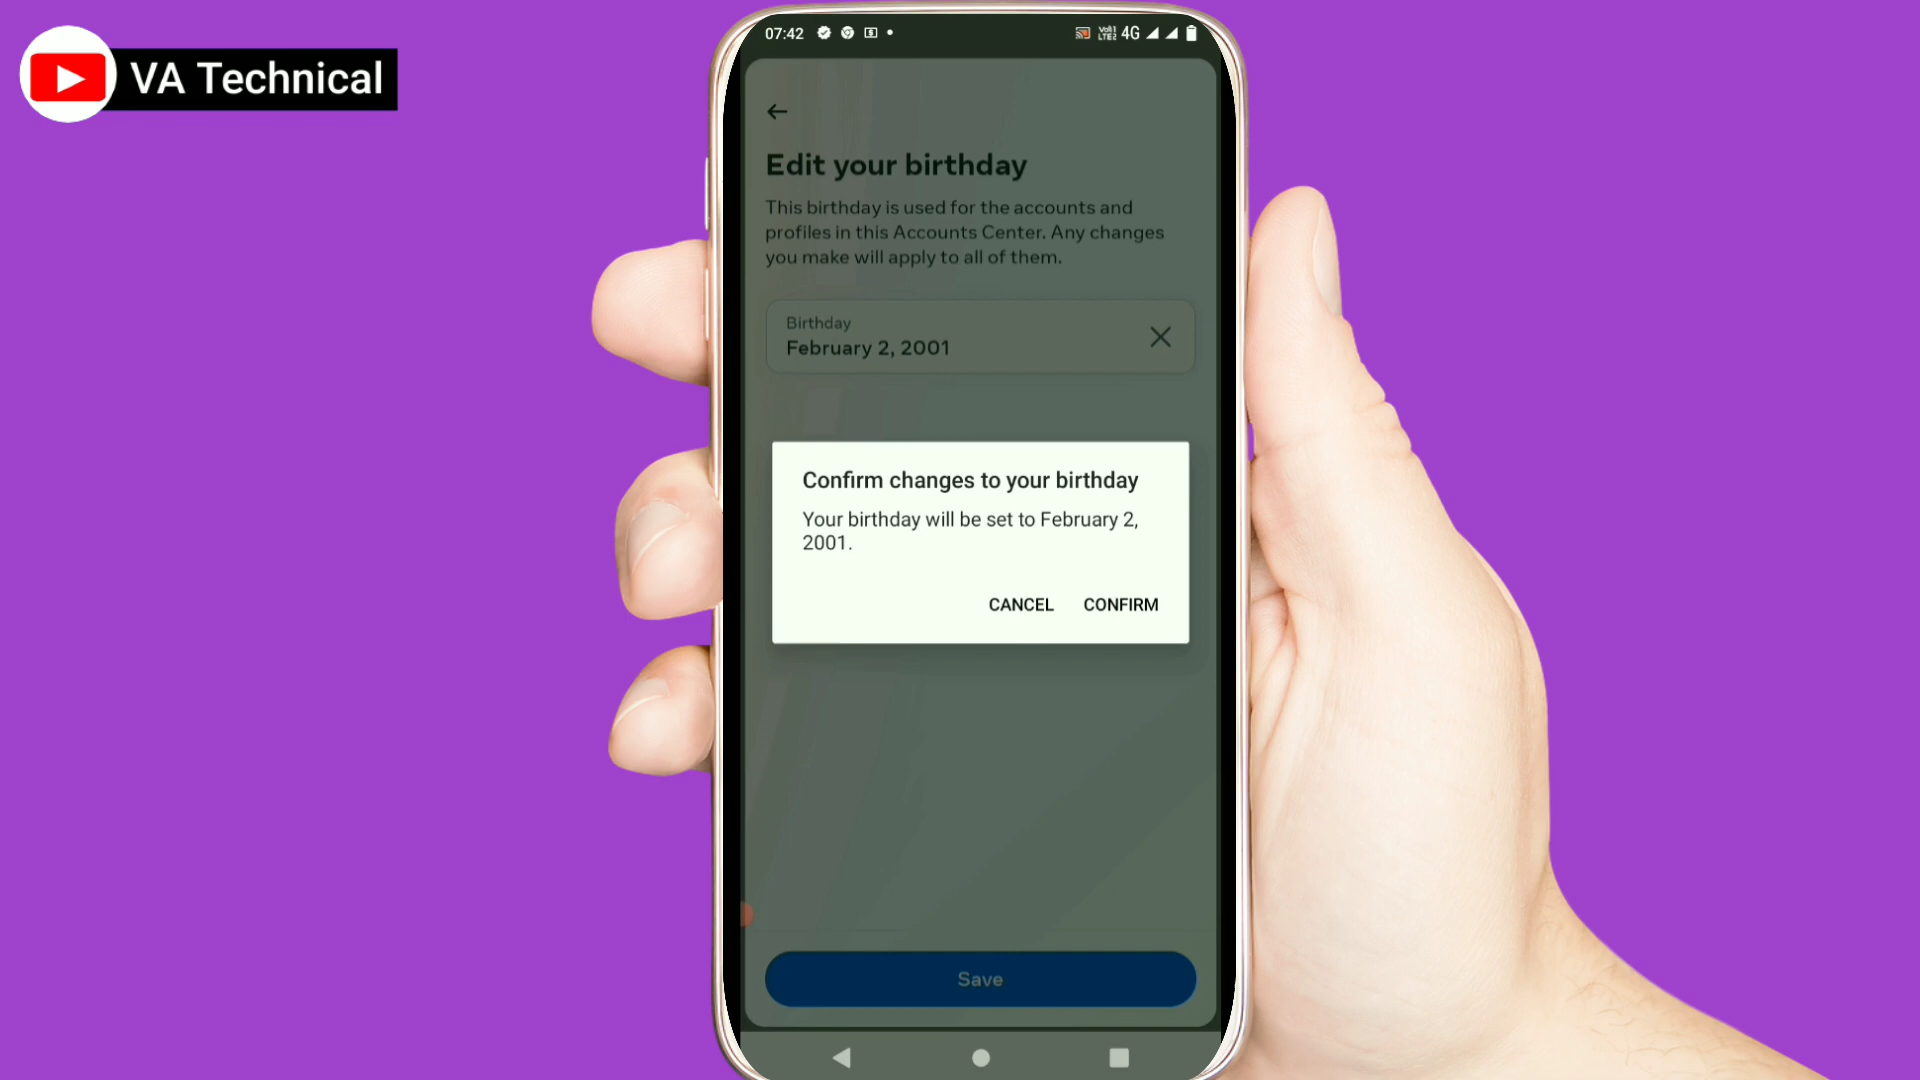 VA Technical
07:42
4G
Edit your birthday
This birthday is used for the accounts and
profiles in this Accounts Center. Any changes
you make will apply to all of them.
Birthday
February 2, 2001
Confirm changes to your birthday
Your birthday will be set to February 2,
2001.
CANCEL CONFIRM
Save